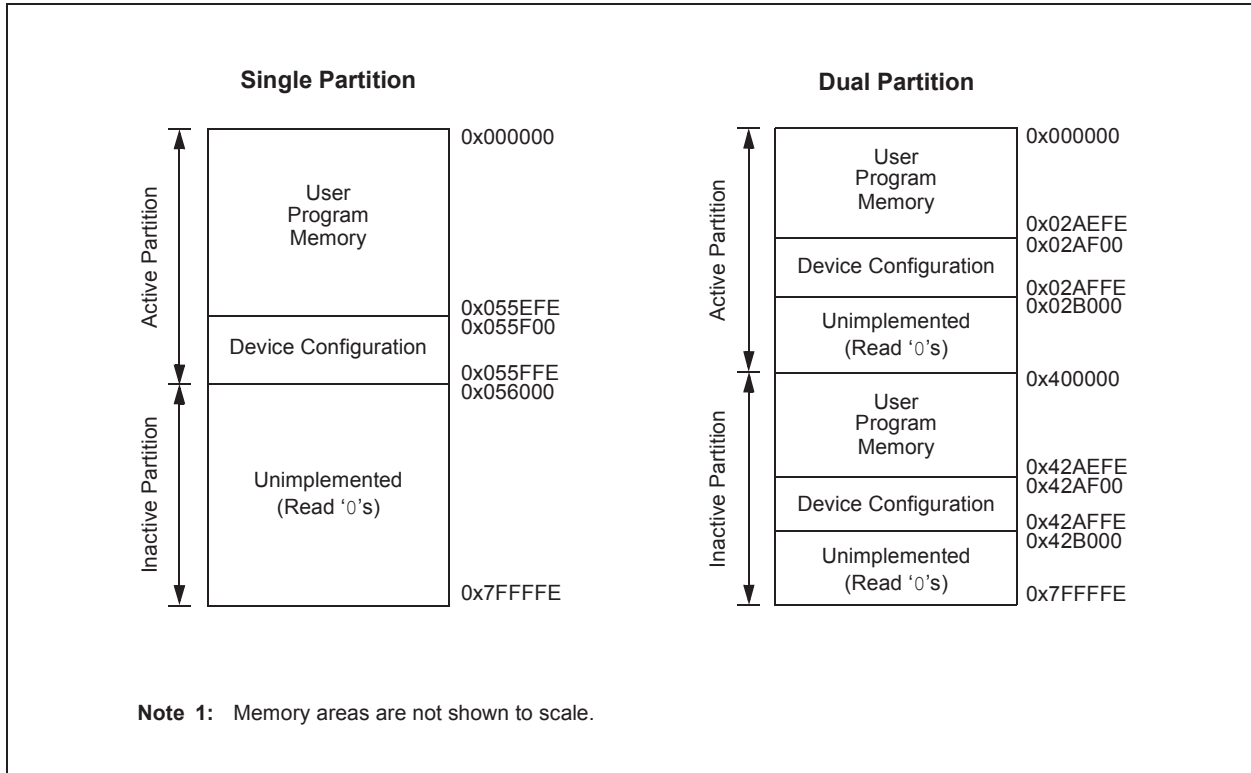 Single Partition
Active Partition
Inactive Partition
User
Program
Memory
Device Configuration
Unimplemented
(Read ‘0’s)
0x000000
0x055EFE
0x055F00
0x055FFE
0x056000
0x7FFFFE
Dual Partition
Active Partition
Inactive Partition
User
Program
Memory
Device Configuration
Unimplemented
(Read ‘0’s)
User
Program
Memory
Device Configuration
Unimplemented
(Read ‘0’s)
0x000000
0x02AEFE
0x02AF00
0x02AFFE
0x02B000
0x400000
0x42AEFE
0x42AF00
0x42AFFE
0x42B000
0x7FFFFE
Note 1: Memory areas are not shown to scale.